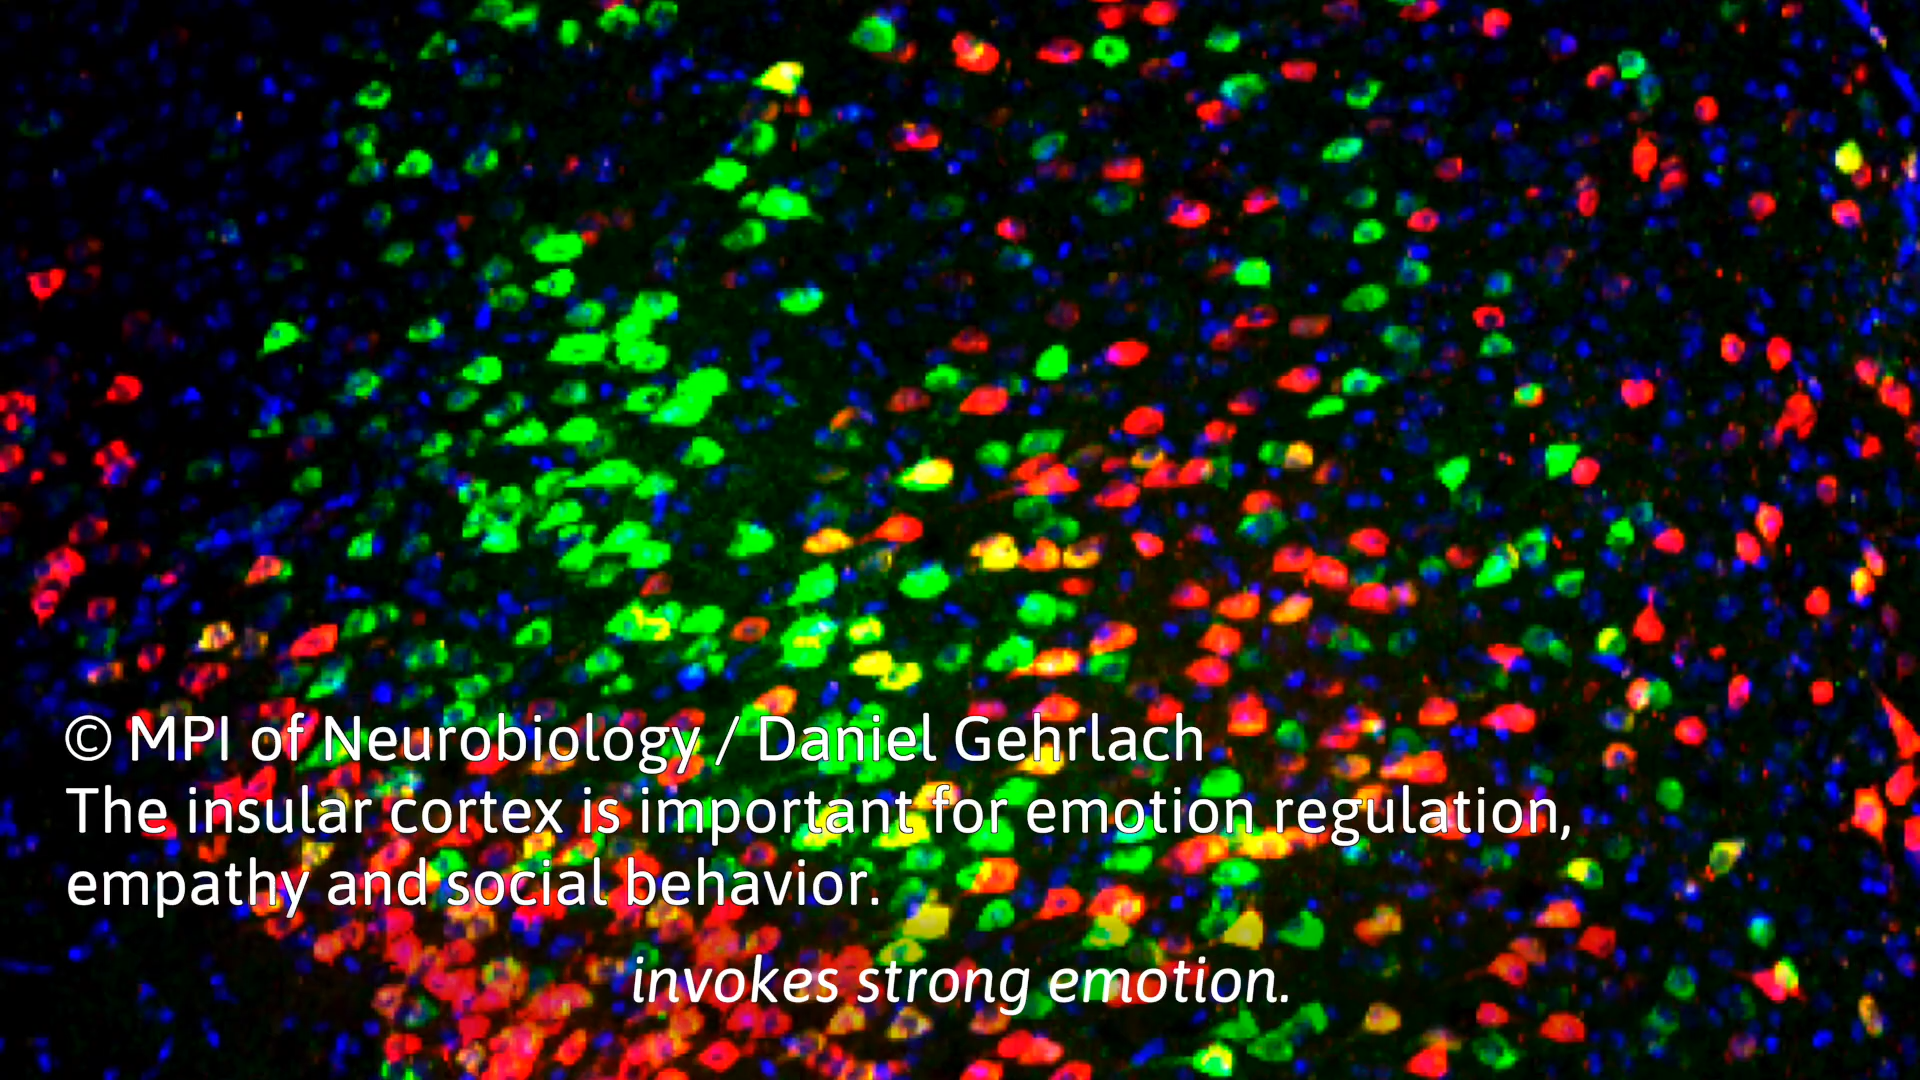 © MPI of Neurobiology / Daniel Gehrlach
The insular cortex is important for emotion regulation,
empathy and social behavior.
invokes strong emotion.